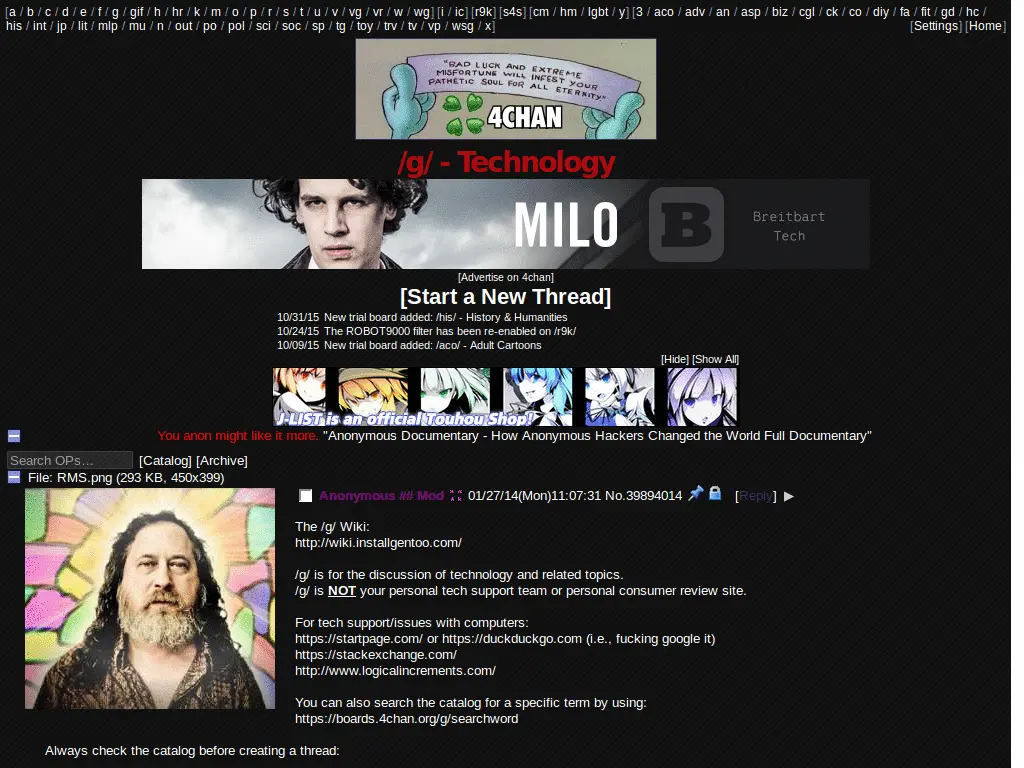 [a / b / c / d / e / f / g / gif / h / hr / k / m / o / p / r / s / t / u / v / vg / vr / w / wg] [i / ic] [r9k] [s4s] [cm / hm / lgbt / y] [3 / aco / adv / an / asp / biz / cgl / ck / co / diy / fa / fit / gd / hc /
his / int / jp / lit / mlp / mu / n / out / po / pol / sci / soc / sp / tg / toy / trv / tv / vp / wsg / x] [Settings] [Home]
"BAD LUCK AND EXTREME
MISFORTUNE WILL INFEST YOUR
PATHETIC SOUL FOR ALL ETERNITY."
4CHAN
/g/ - Technology
MILO B Breitbart
Tech
[Advertise on 4chan]
[Start a New Thread]
10/31/15 New trial board added: /his/ - History & Humanities
10/24/15 The ROBOT9000 filter has been re-enabled on /r9k/
10/09/15 New trial board added: /aco/ - Adult Cartoons
[Hide] [Show All]
J-LIST is an official Touhou Shop!
You anon might like it more. "Anonymous Documentary - How Anonymous Hackers Changed the World Full Documentary"
Search OPs... [Catalog] [Archive]
File: RMS.png (293 KB, 450x399)
Anonymous ## Mod 01/27/14(Mon)11:07:31 No.39894014 [Reply] ▶
The /g/ Wiki:
http://wiki.installgentoo.com/
/g/ is for the discussion of technology and related topics.
/g/ is NOT your personal tech support team or personal consumer review site.
For tech support/issues with computers:
https://startpage.com/ or https://duckduckgo.com (i.e., fucking google it)
https://stackexchange.com/
http://www.logicalincrements.com/
You can also search the catalog for a specific term by using:
https://boards.4chan.org/g/searchword
Always check the catalog before creating a thread: